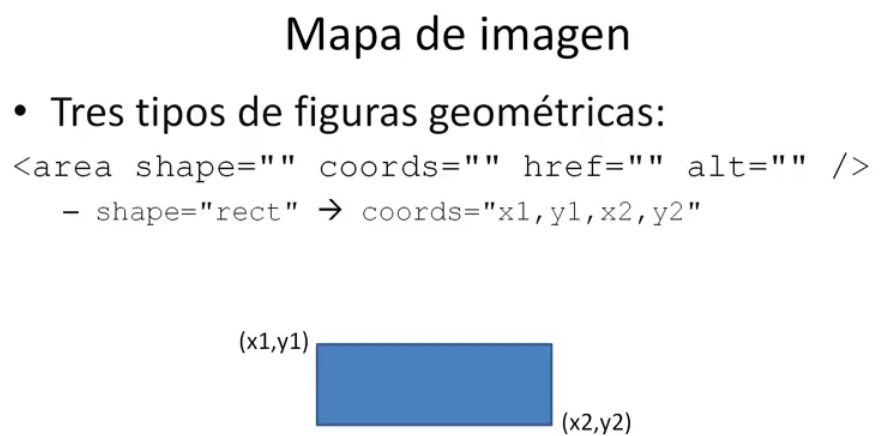 Mapa de imagen
• Tres tipos de figuras geométricas:
<area shape="" coords="" href="" alt="" />
– shape="rect" → coords="x1,y1,x2,y2"
(x1,y1)
(x2,y2)